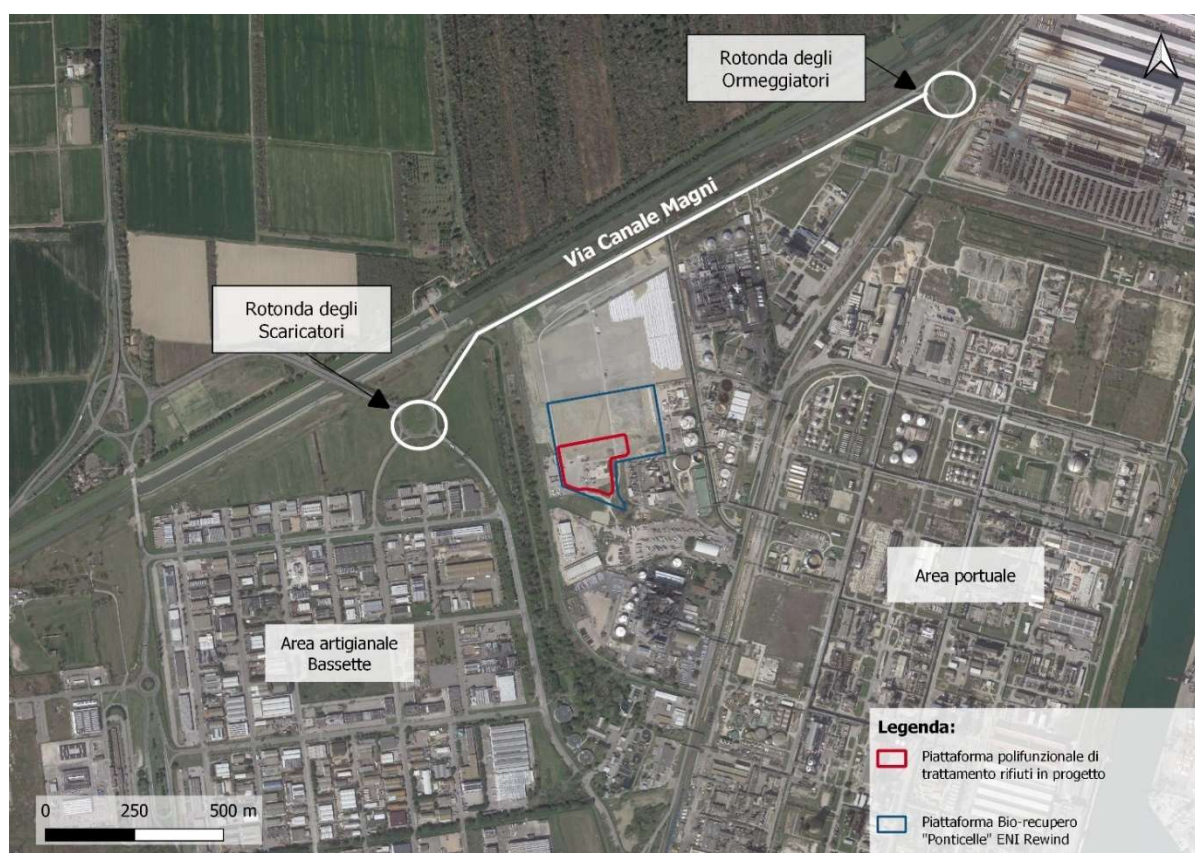 Rotonda degli
Ormeggiatori
Via Canale Magni
Rotonda degli
Scaricatori
Area portuale
Area artigianale
Bassette
Legenda:
Piattaforma polifunzionale di
trattamento rifiuti in progetto
Piattaforma Bio-recupero
"Ponticelle" ENI Rewind
0 250 500 m